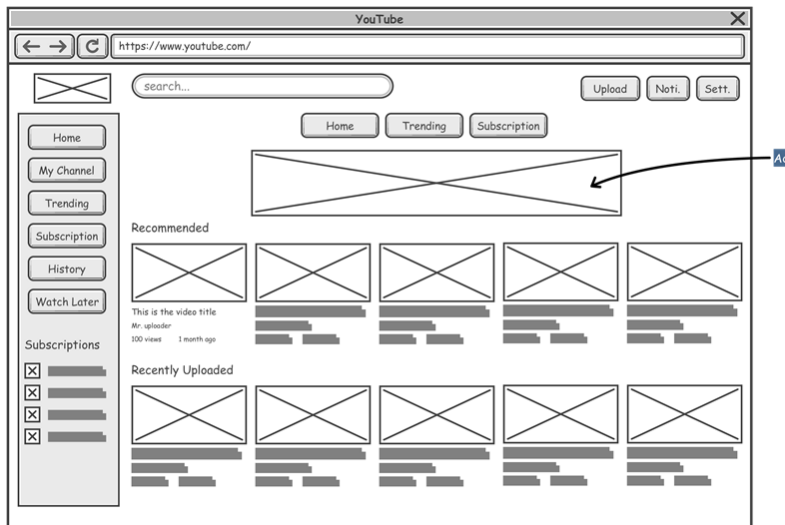 YouTube
https://www.youtube.com/
search...
Upload
Noti.
Sett.
Home
Trending
Subscription
Home
My Channel
Trending
Subscription
History
Watch Later
Subscriptions
Recommended
This is the video title
Mr. uploader
100 views 1 month ago
Recently Uploaded